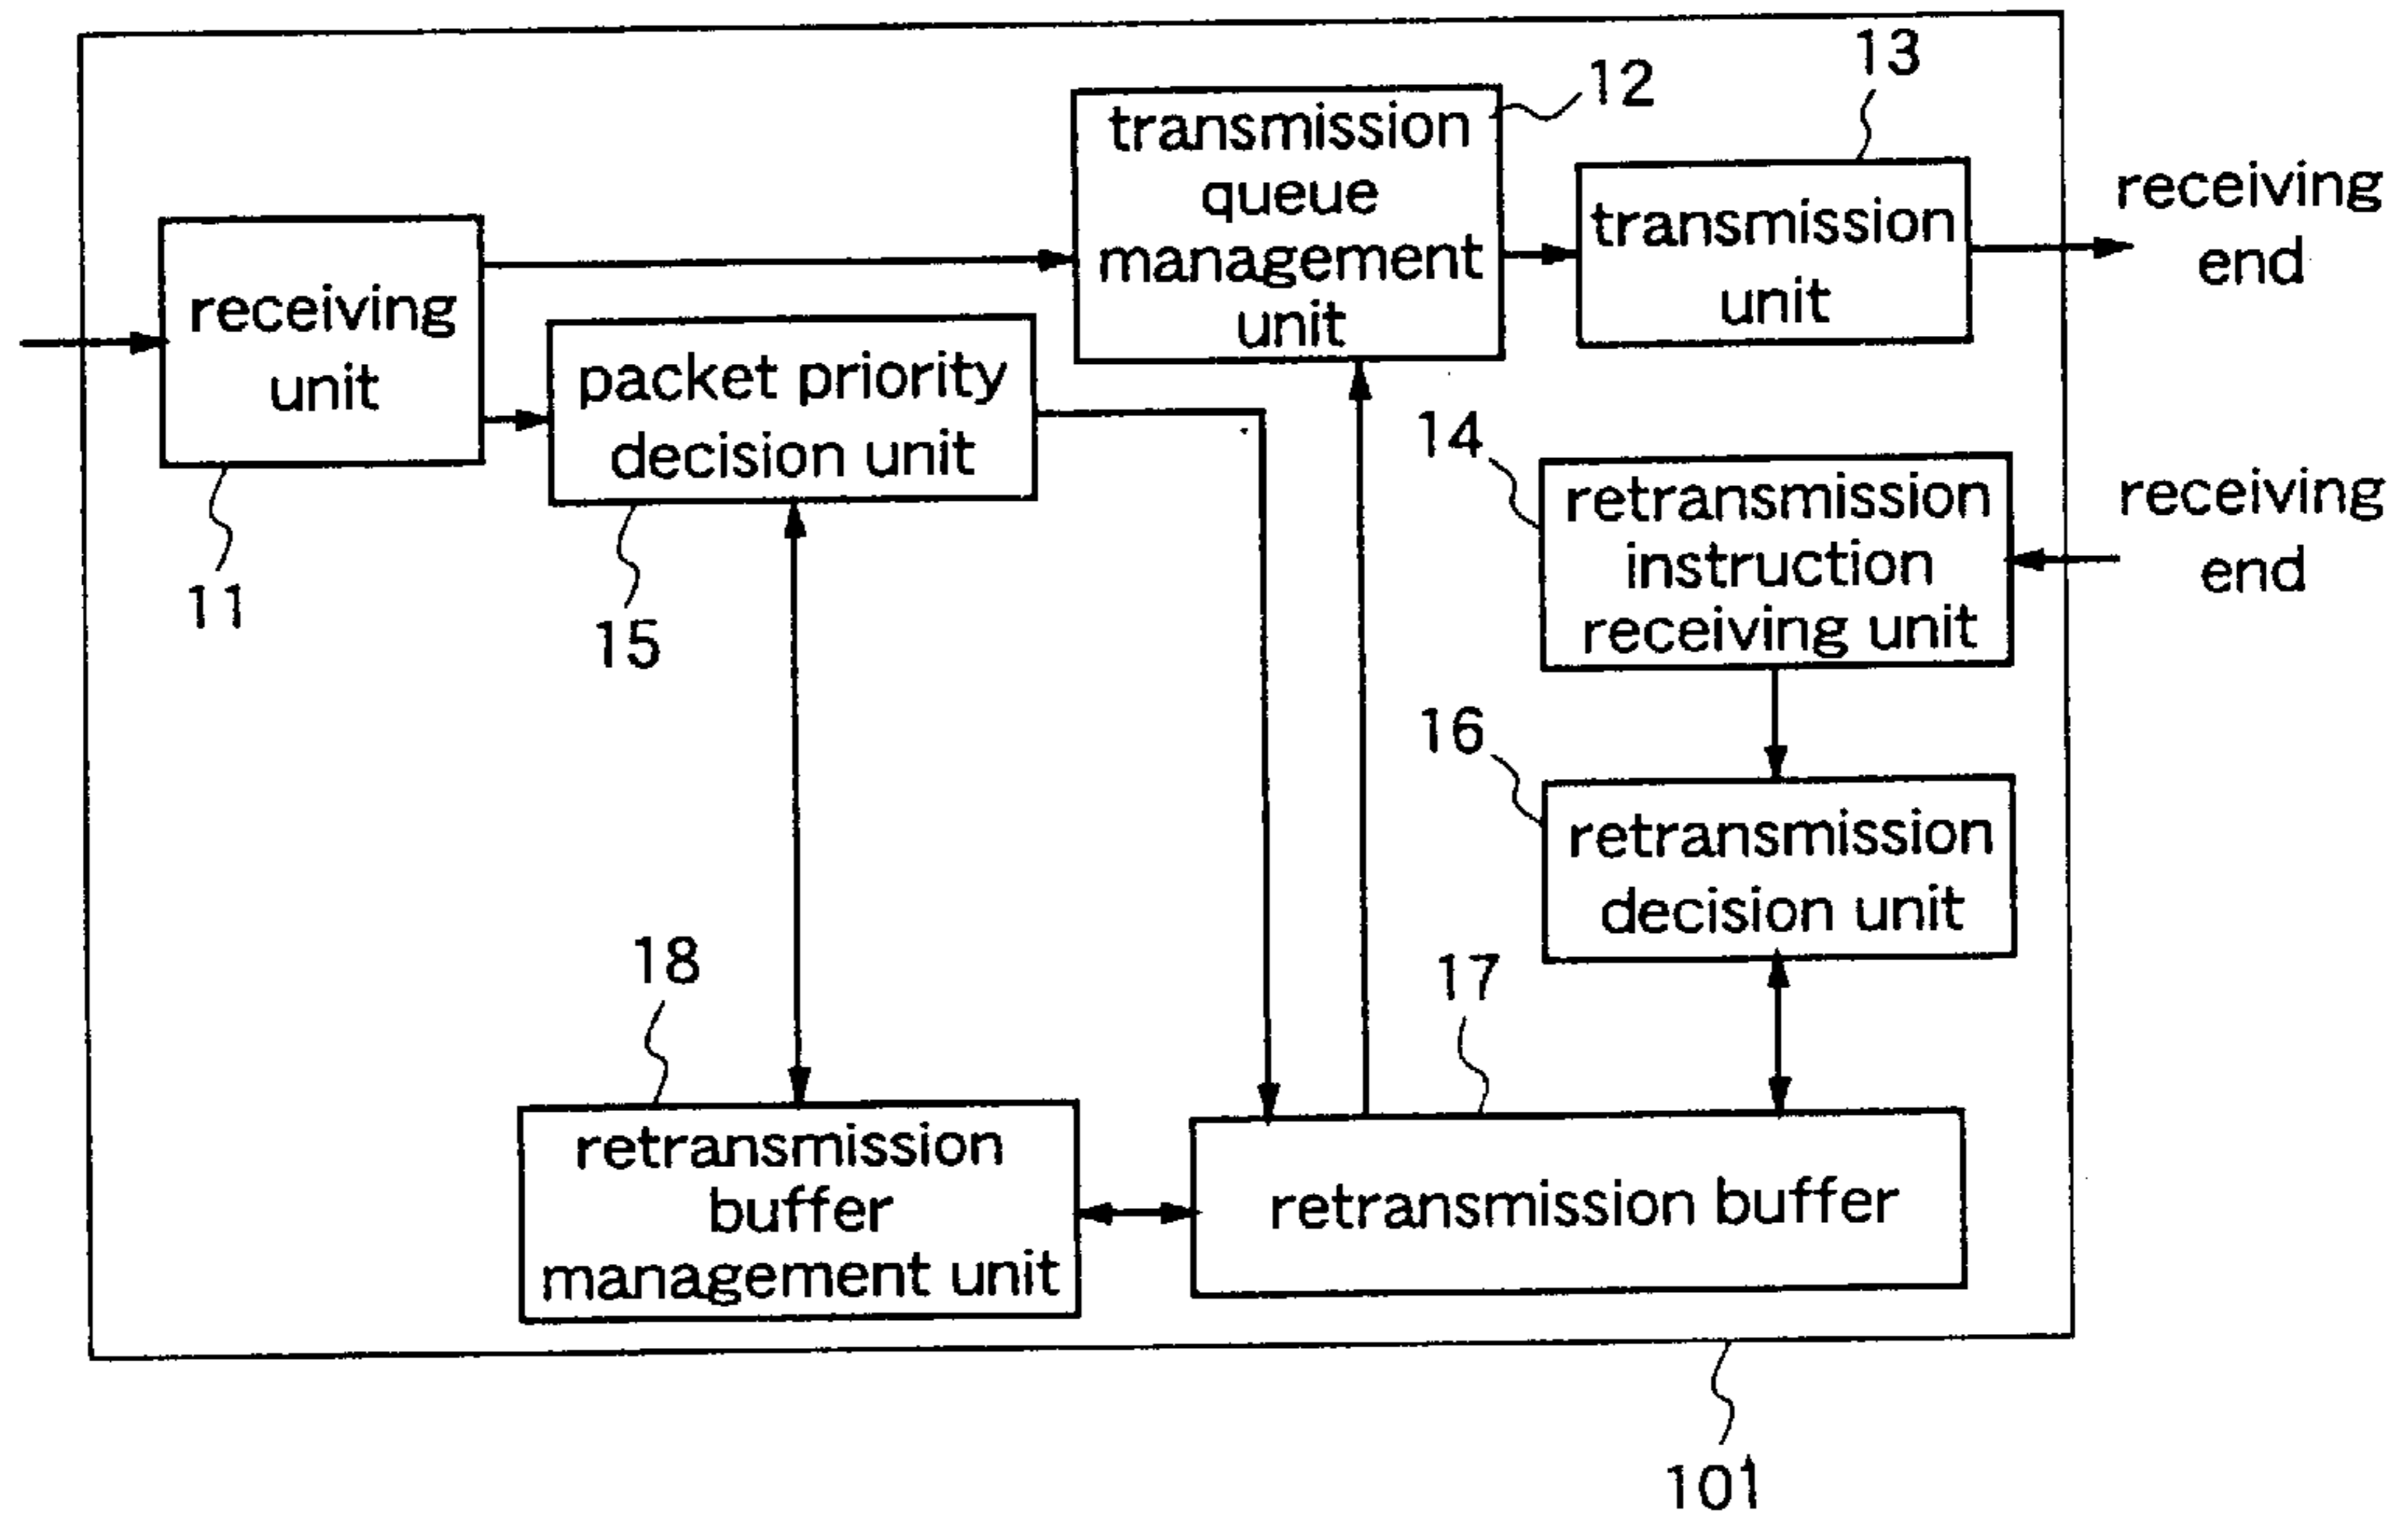 13
12
transmission
queue
management
unit
transmission
unit
receiving
end
receiving
unit
11
packet priority
decision unit
15
14
retransmission
instruction
receiving unit
receiving
end
16
retransmission
decision unit
18
17
retransmission
buffer
management unit
retransmission buffer
101